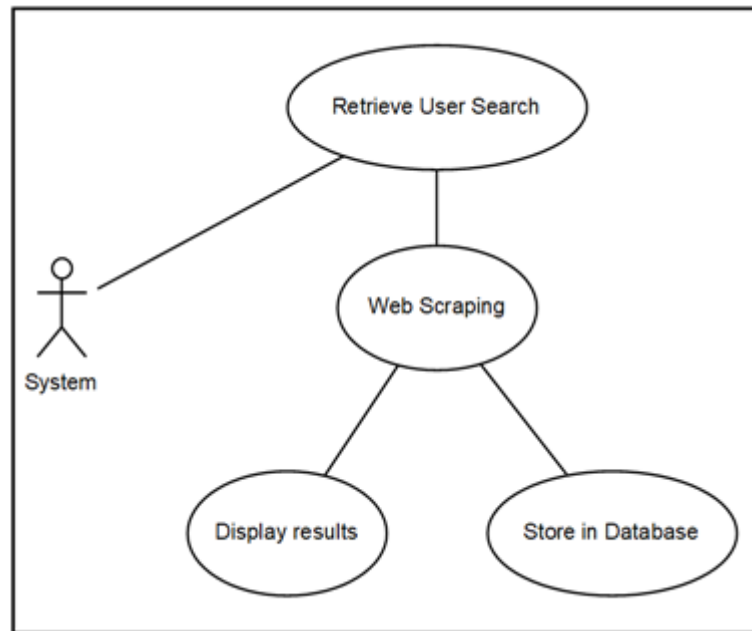 Retrieve User Search
Web Scraping
System
Display results
Store in Database